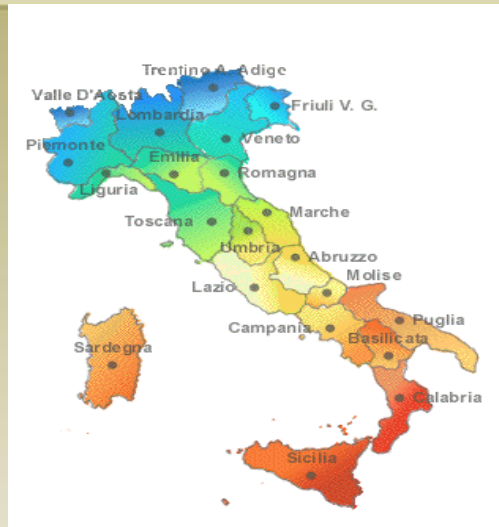 Trentino A. Adige
Valle D'Aosta
Friuli V. G.
Lombardia
Veneto
Piemonte
Emilia
Romagna
Liguria
Marche
Toscana
Umbria
Abruzzo
Molise
Lazio
Campania
Puglia
Basilicata
Sardegna
Calabria
Sicilia